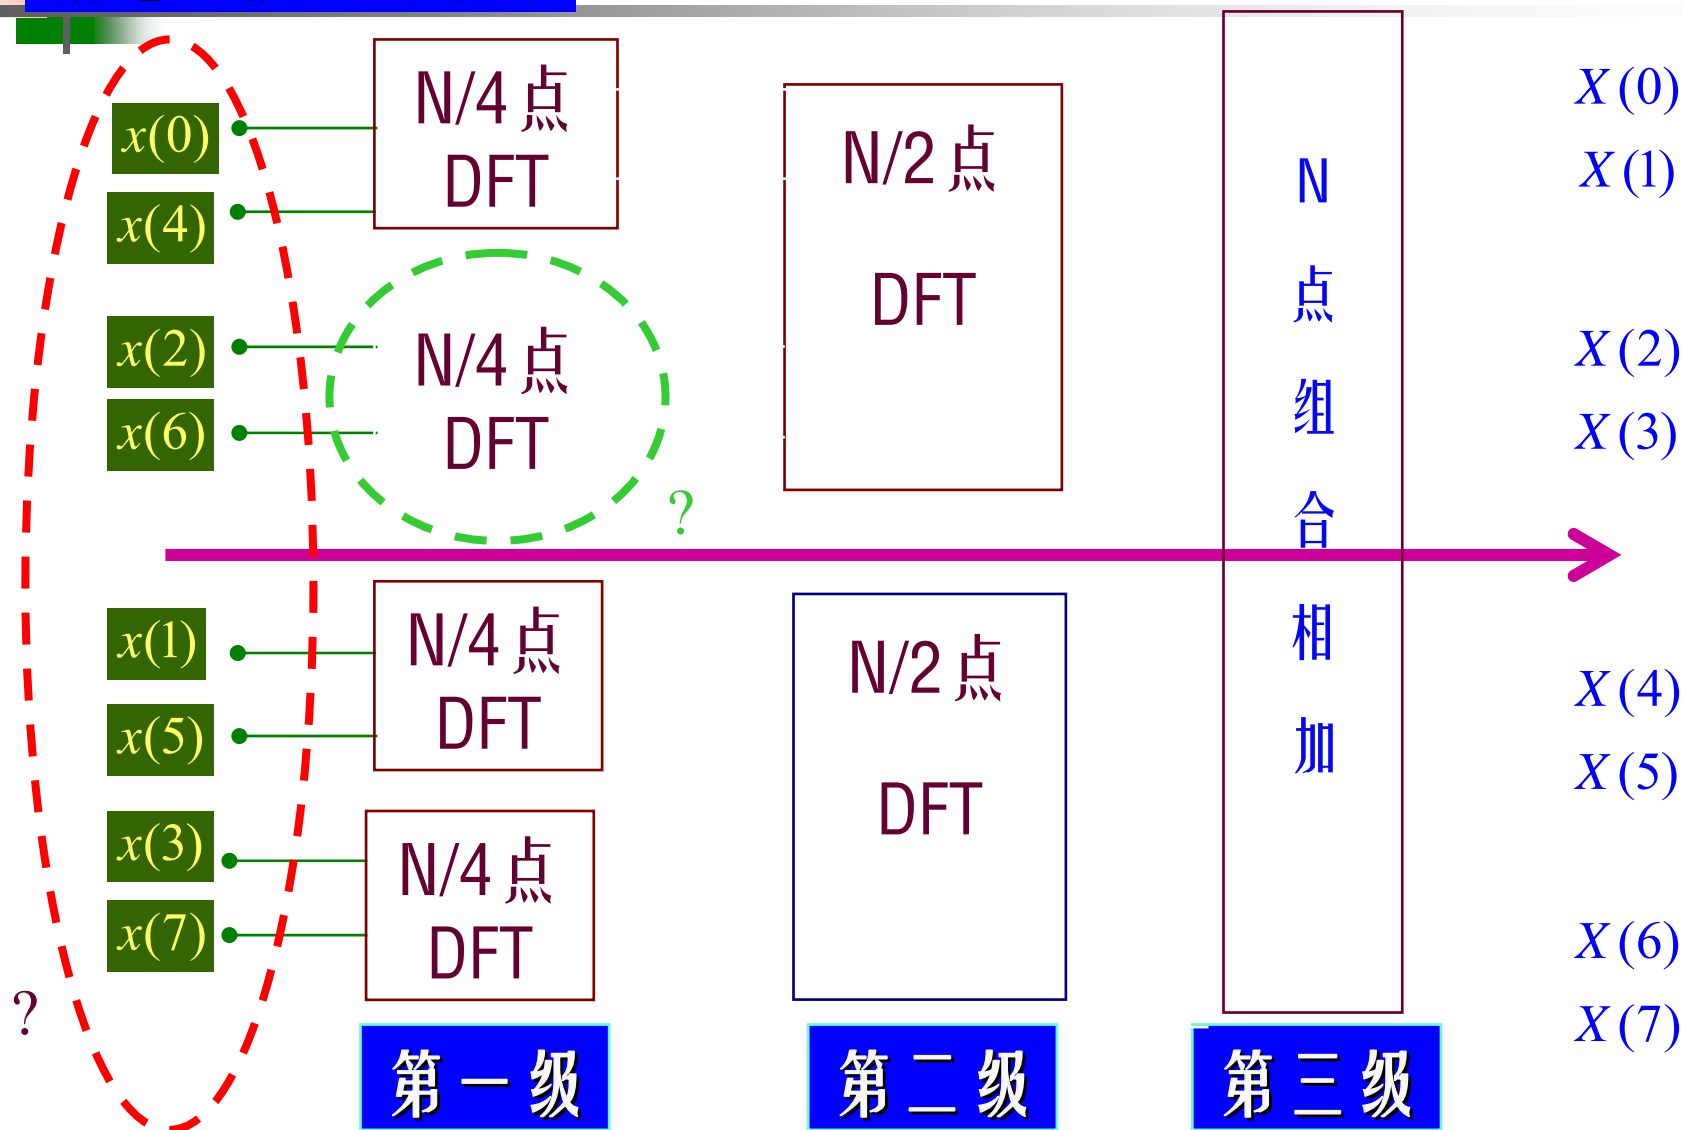 x(0)
x(4)
x(2)
x(6)
x(1)
x(5)
x(3)
x(7)
?
N/4点
DFT
N/4点
DFT
?
N/4点
DFT
N/4点
DFT
第一级
N/2点
DFT
N/2点
DFT
第二级
N
点
组
合
相
加
第三级
X(0)
X(1)
X(2)
X(3)
X(4)
X(5)
X(6)
X(7)